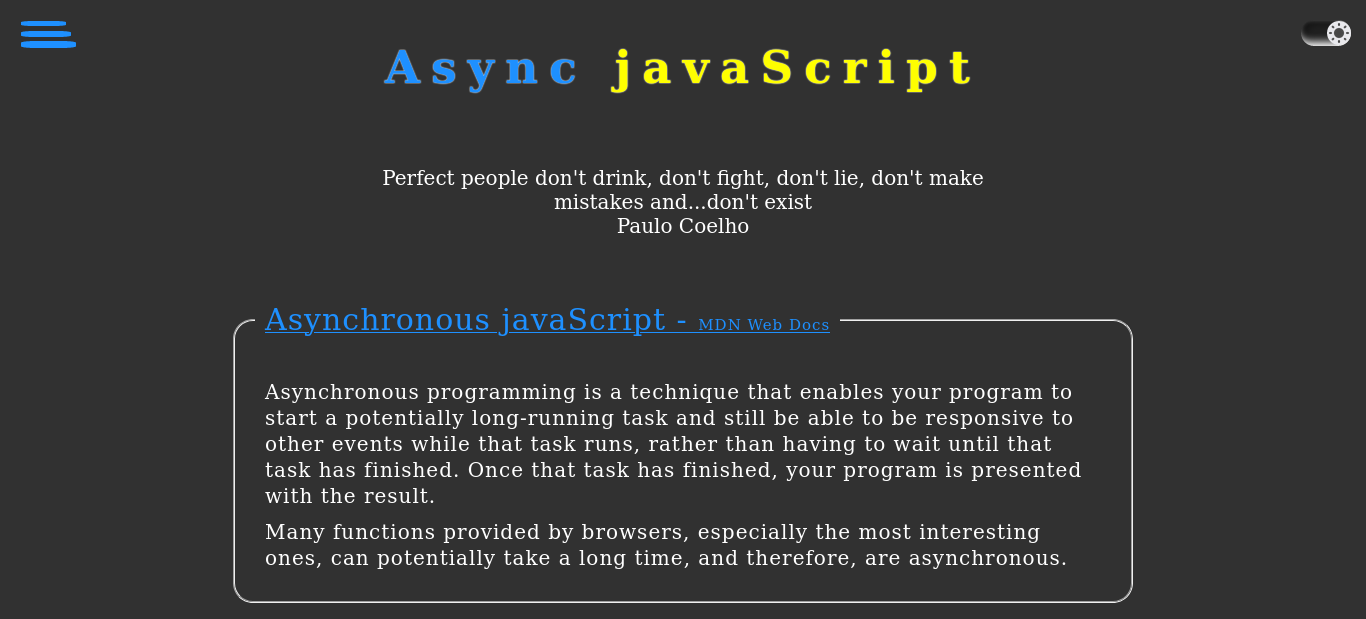 Async javaScript
Perfect people don't drink, don't fight, don't lie, don't make
mistakes and...don't exist
Paulo Coelho
Asynchronous javaScript - MDN Web Docs
Asynchronous programming is a technique that enables your program to
start a potentially long-running task and still be able to be responsive to
other events while that task runs, rather than having to wait until that
task has finished. Once that task has finished, your program is presented
with the result.
Many functions provided by browsers, especially the most interesting
ones, can potentially take a long time, and therefore, are asynchronous.